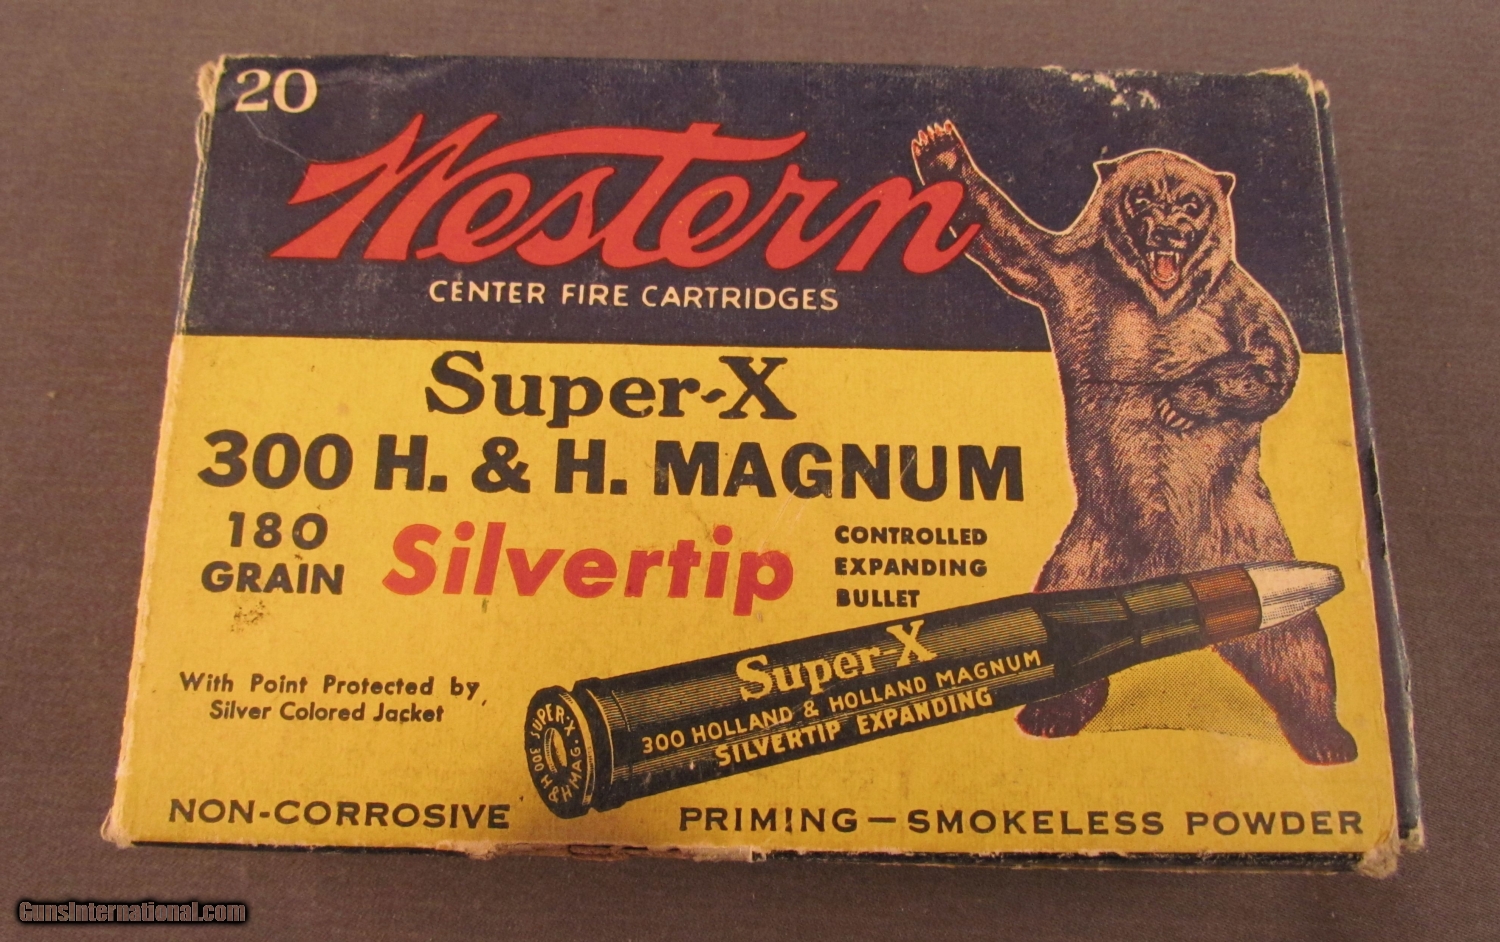 20
Western
CENTER FIRE CARTRIDGES
Super-X
300 H. & H. MAGNUM
180
GRAIN
Silvertip
CONTROLLED
EXPANDING
BULLET
With Point Protected by
Silver Colored Jacket
Super-X
300 HOLLAND & HOLLAND MAGNUM
SILVERTIP EXPANDING
SUPER-X
300 H&H MAG.
NON-CORROSIVE PRIMING—SMOKELESS POWDER
GunsInternational.com